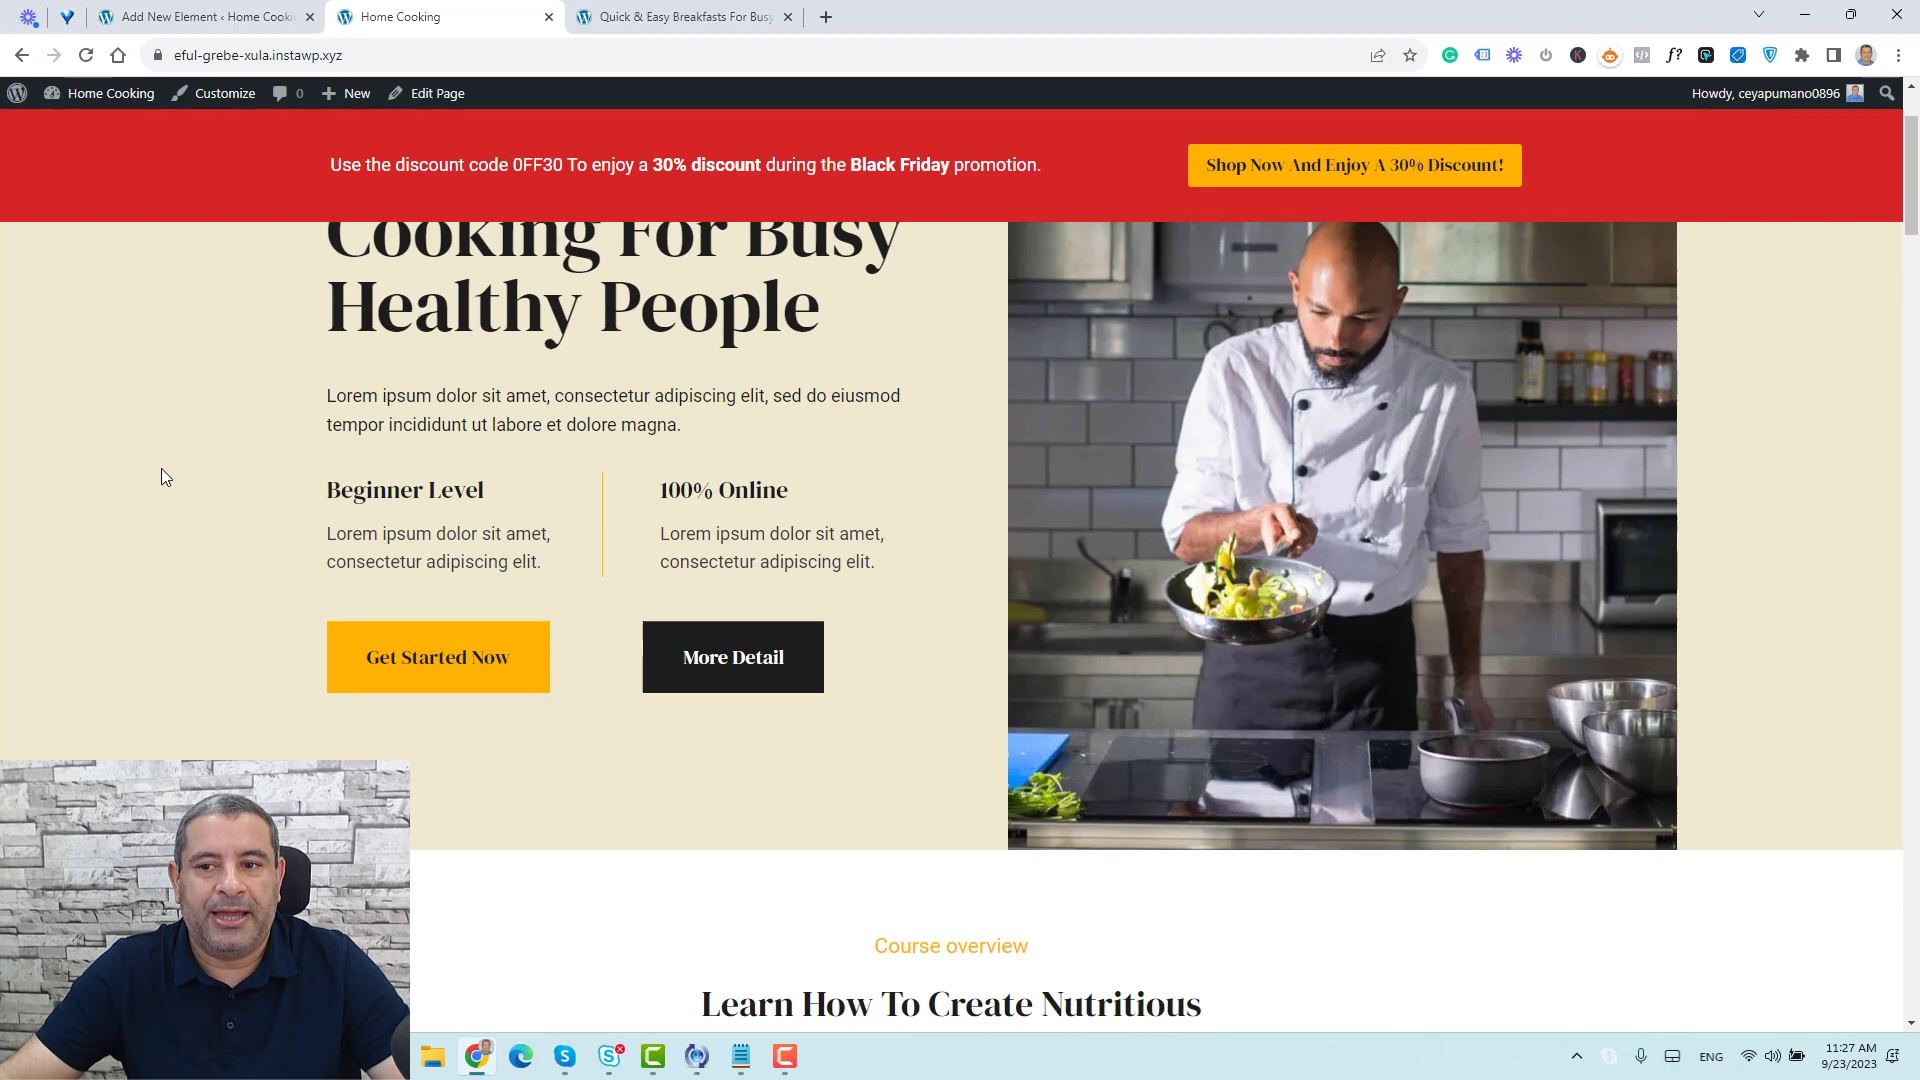 Add New Element ‹ Home Cooki
Home Cooking
Quick & Easy Breakfasts For Busy
eful-grebe-xula.instawp.xyz
Home Cooking
Customize
0
New
Edit Page
Howdy, ceyapumano0896
Use the discount code 0FF30 To enjoy a 30% discount during the Black Friday promotion.
Shop Now And Enjoy A 30% Discount!
Cooking For Busy
Healthy People
Lorem ipsum dolor sit amet, consectetur adipiscing elit, sed do eiusmod
tempor incididunt ut labore et dolore magna.
Beginner Level
Lorem ipsum dolor sit amet,
consectetur adipiscing elit.
100% Online
Lorem ipsum dolor sit amet,
consectetur adipiscing elit.
Get Started Now
More Detail
Course overview
Learn How To Create Nutritious
ENG
11:27 AM
9/23/2023